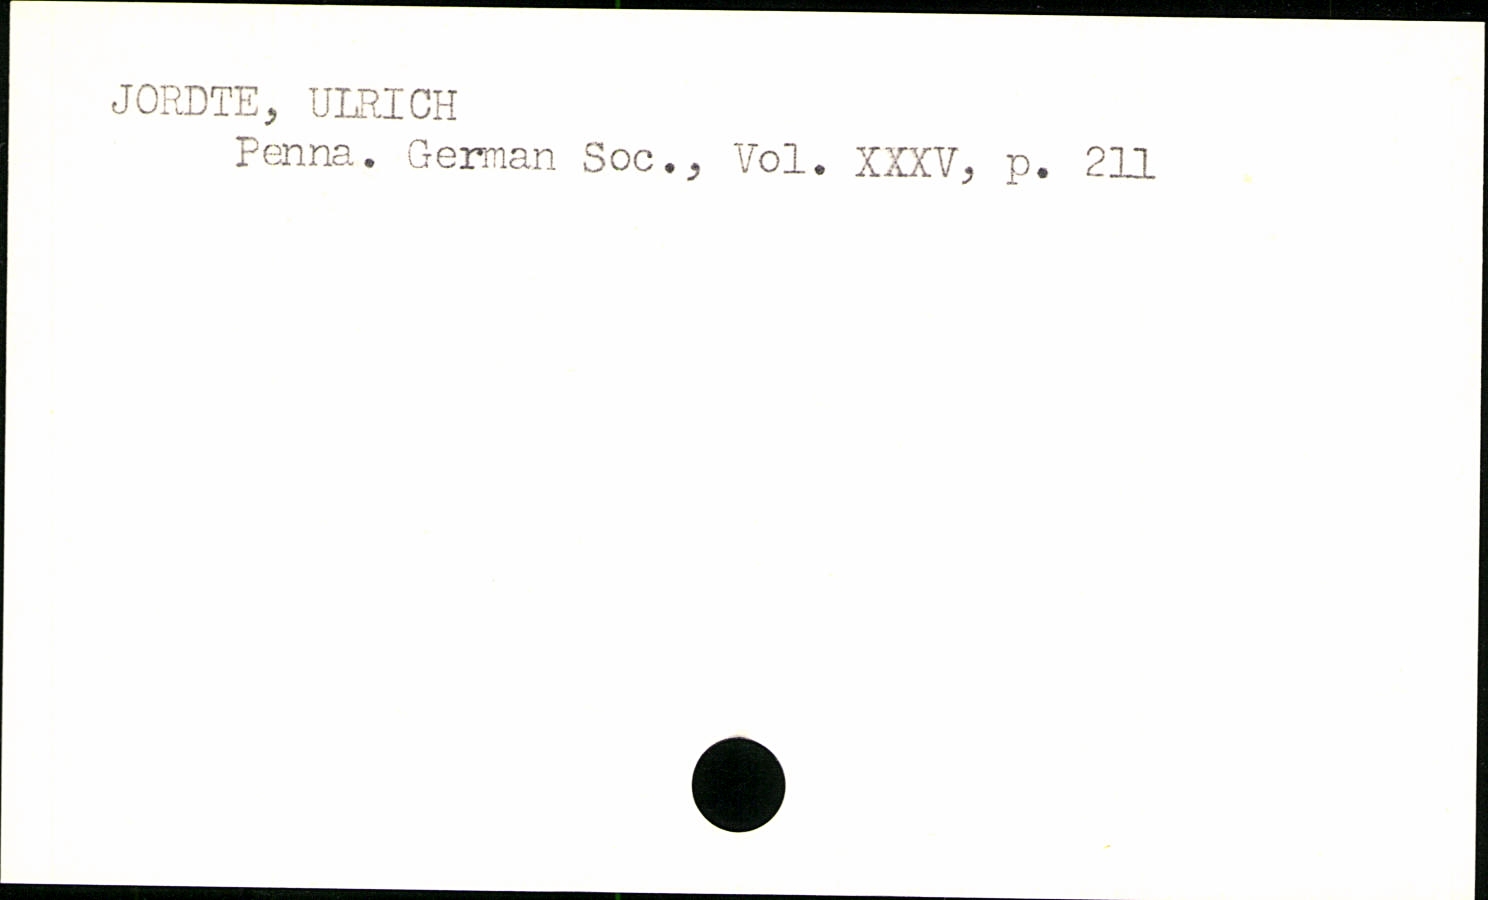 JORDTE, ULRICH
Penna. German Soc., Vol. XXXV, p. 211